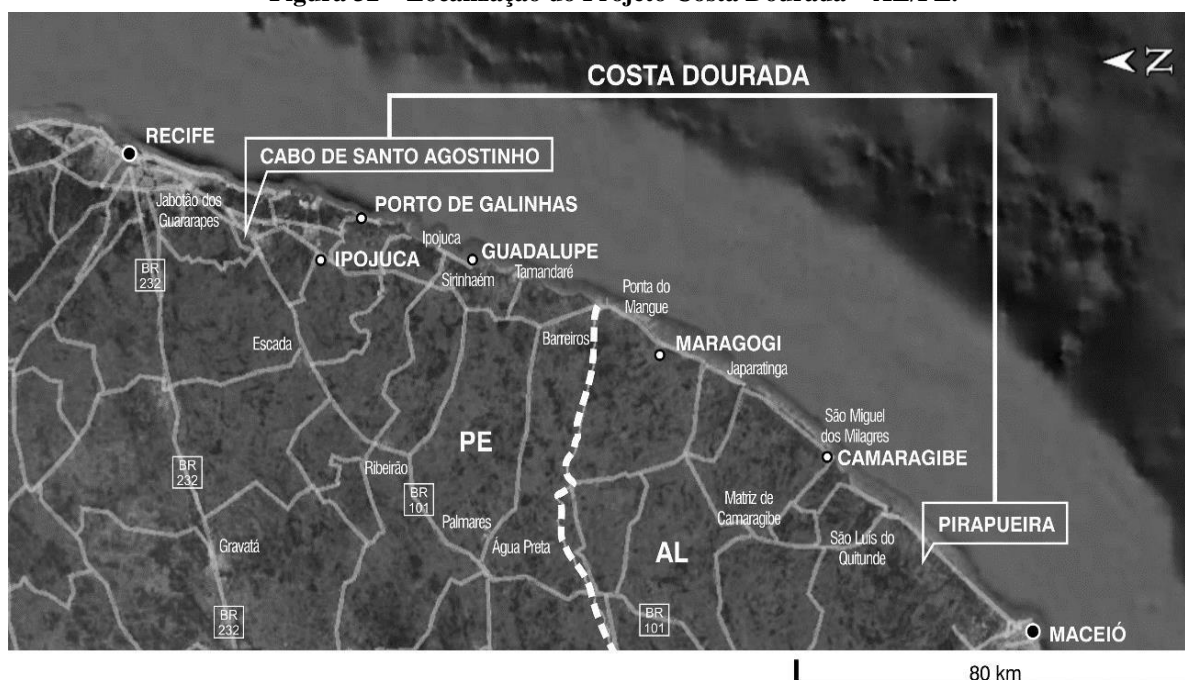 Figura – Localização do Projeto Costa Dourada – AL/PE.
N
COSTA DOURADA
RECIFE
CABO DE SANTO AGOSTINHO
Jabotão dos
Guararapes
PORTO DE GALINHAS
Ipojuca
IPOJUCA
GUADALUPE
Sirinhaém
Tamandaré
BR
232
Ponta do
Mangue
Escada
Barreiros
MARAGOGI
Japaratinga
São Miguel
dos Milagres
CAMARAGIBE
PE
Ribeirão
BR
232
BR
101
Matriz de
Camaragibe
PIRAPUEIRA
Palmares
Gravatá
Água Preta
AL
São Luís do
Quitunde
BR
232
BR
101
MACEIÓ
80 km